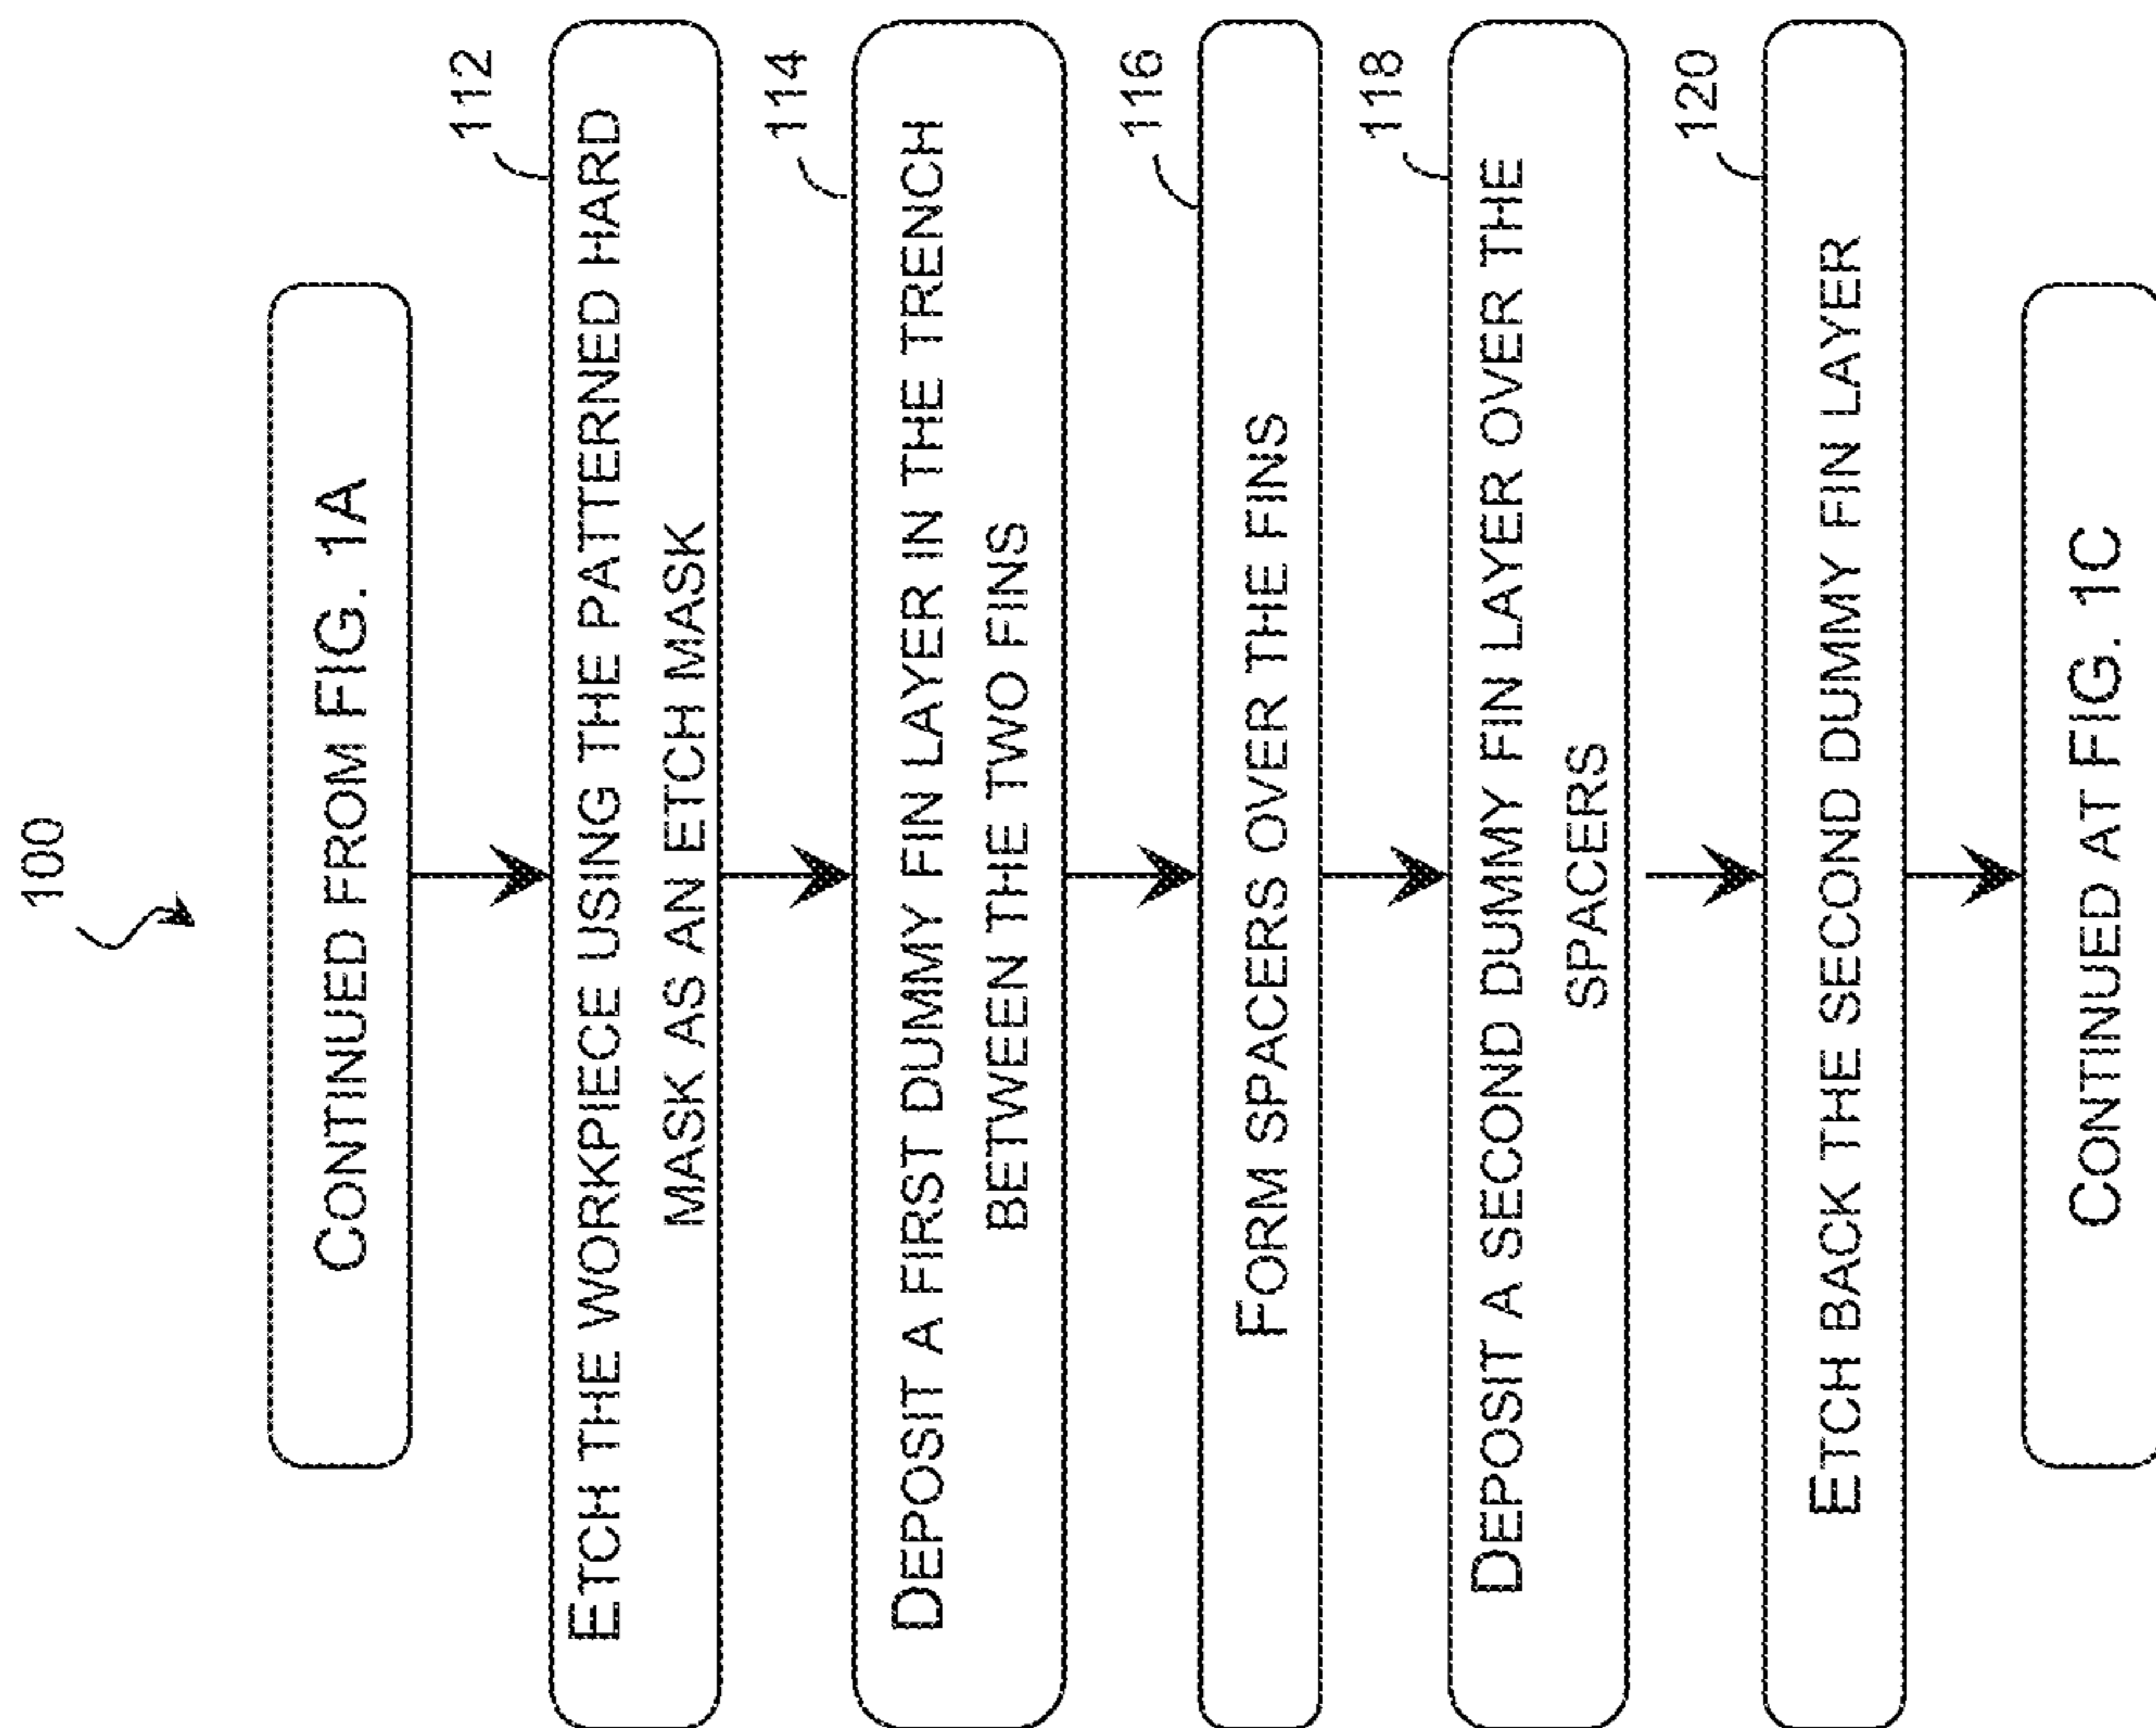 100
CONTINUED FROM FIG. 1A
112
ETCH THE WORKPIECE USING THE PATTERNED HARD
MASK AS AN ETCH MASK
114
DEPOSIT A FIRST DUMMY FIN LAYER IN THE TRENCH
BETWEEN THE TWO FINS
116
FORM SPACERS OVER THE FINS
118
DEPOSIT A SECOND DUMMY FIN LAYER OVER THE
SPACERS
120
ETCH BACK THE SECOND DUMMY FIN LAYER
CONTINUED AT FIG. 1C